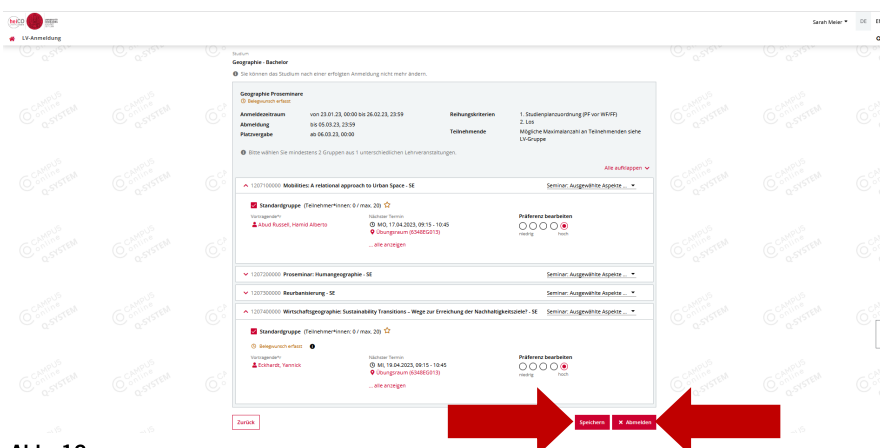 baiCO
Sarah Meier
DE
LV-Anmeldung
Studium
Geographie - Bachelor
Sie können das Studium nach einer erfolgten Anmeldung nicht mehr ändern.
Geographie Proseminare
Belegwunsch erfasst
Anmeldezeitraum von 23.01.23, 00:00 bis 26.02.23, 23:59 Reihungskriterien 1. Studienplanzuordnung (PF vor WF/FF)
2. Los
Abmeldung bis 05.03.23, 23:59
Platzvergabe ab 06.03.23, 00:00 Teilnehmende Mögliche Maximalanzahl an Teilnehmenden siehe
LV-Gruppe
Bitte wählen Sie mindestens 2 Gruppen aus 1 unterschiedlichen Lehrveranstaltungen.
Alle aufklappen
1207100000 Mobilities: A relational approach to Urban Space - SE Seminar: Ausgewählte Aspekte ...
Standardgruppe (Teilnehmer*innen: 0 / max. 20)
Vortragende*r Nächster Termin Präferenz bearbeiten
Abud Russell, Hamid Alberto MO, 17.04.2023, 09:15 - 10:45
Übungsraum (6348EG013)
niedrig hoch
... alle anzeigen
1207200000 Proseminar: Humangeographie - SE Seminar: Ausgewählte Aspekte ...
1207300000 Reurbanisierung - SE Seminar: Ausgewählte Aspekte ...
1207400000 Wirtschaftsgeographie: Sustainability Transitions – Wege zur Erreichung der Nachhaltigkeitsziele? - SE Seminar: Ausgewählte Aspekte ...
Standardgruppe (Teilnehmer*innen: 0 / max. 20)
Belegwunsch erfasst
Vortragende*r Nächster Termin Präferenz bearbeiten
Eckhardt, Yannick MI, 19.04.2023, 09:15 - 10:45
Übungsraum (6348EG013)
niedrig hoch
... alle anzeigen
Zurück Speichern Abmelden
CAMPUS online Q-SYSTEM